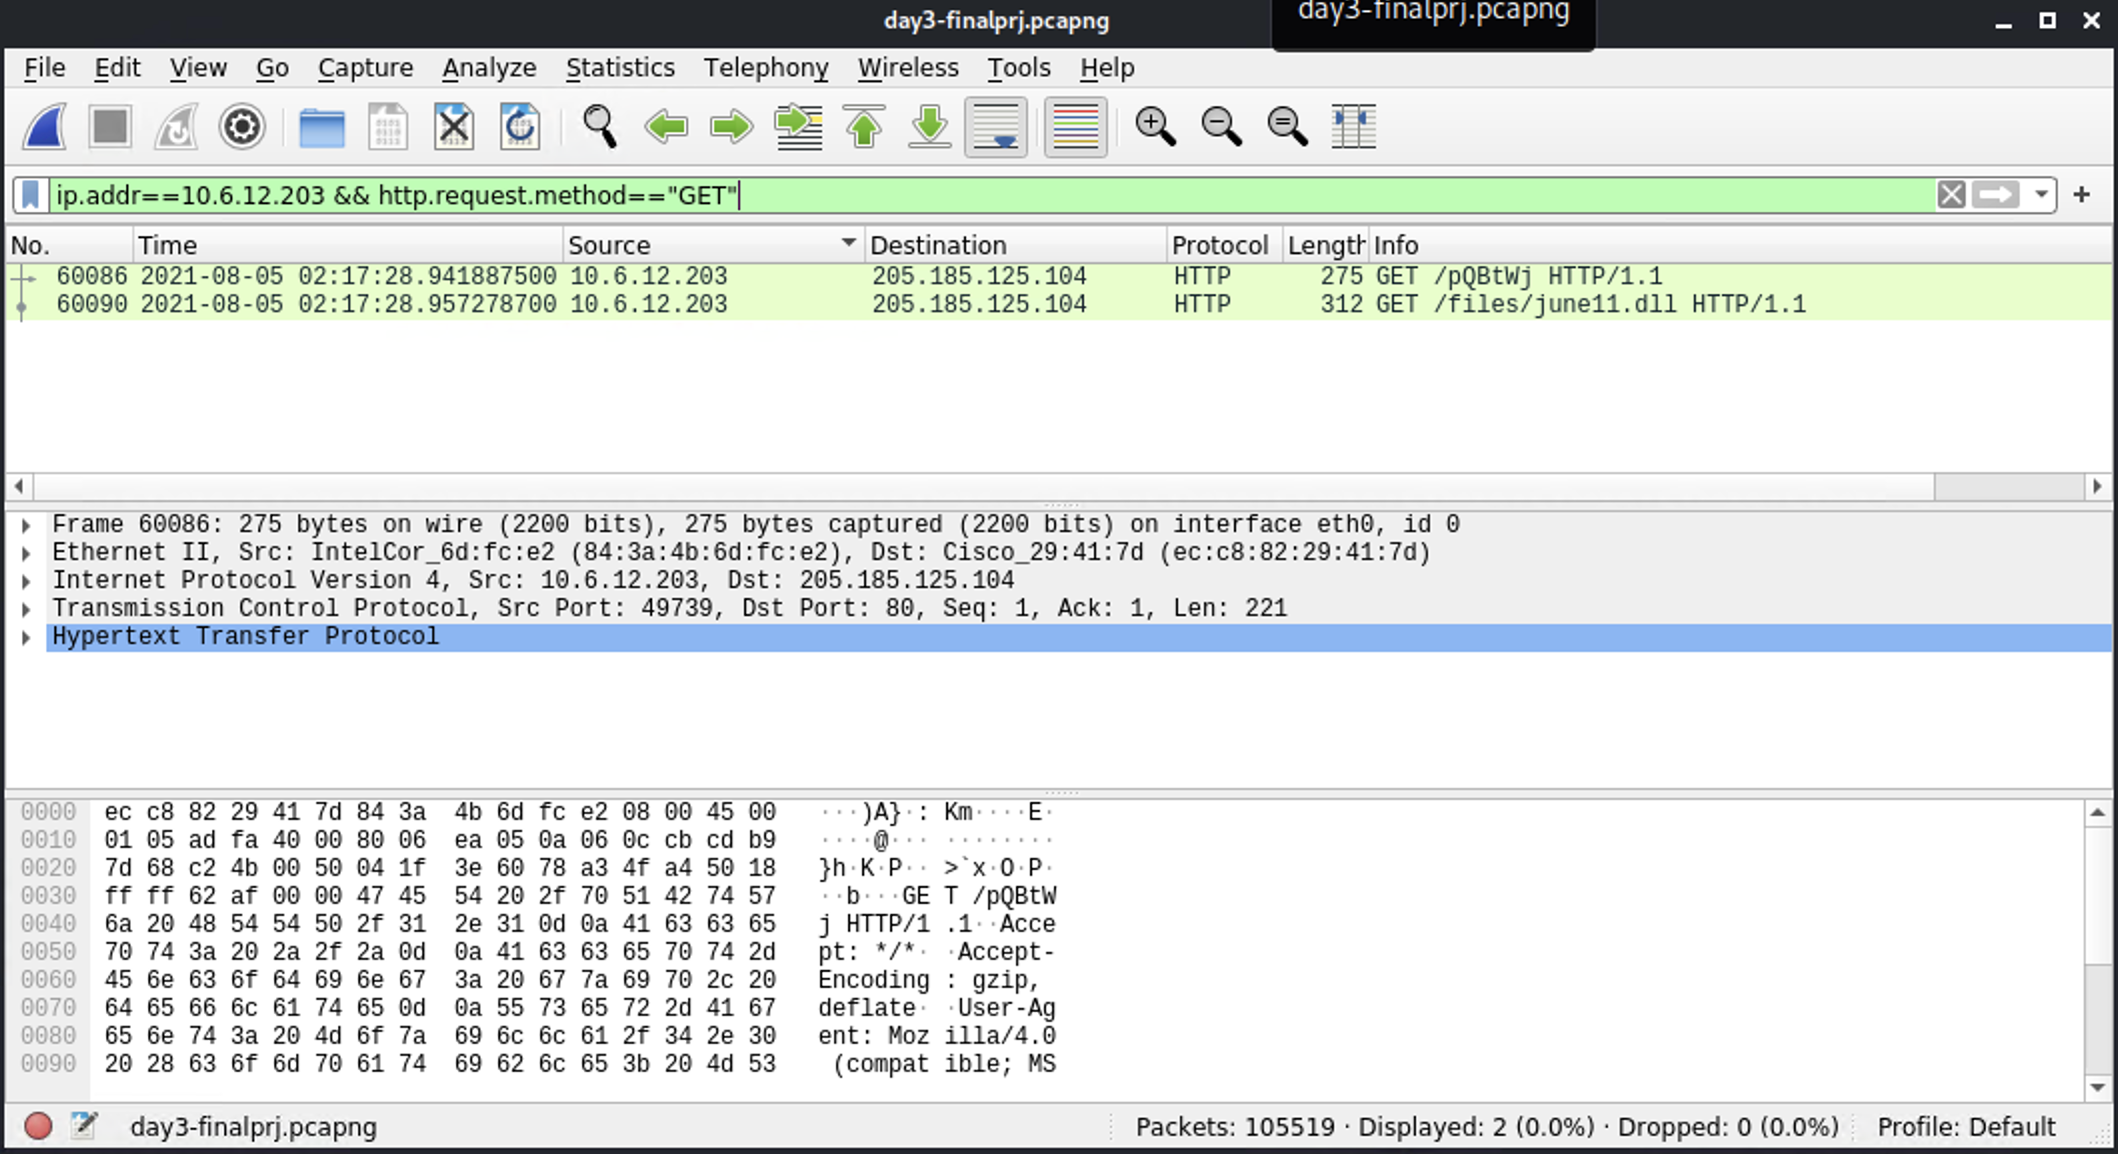 day3-finalprj.pcapng
day3-finalprj.pcapng
File Edit View Go Capture Analyze Statistics Telephony Wireless Tools Help
ip.addr==10.6.12.203 && http.request.method=="GET"
No. Time Source Destination Protocol Length Info
60086 2021-08-05 02:17:28.941887500 10.6.12.203 205.185.125.104 HTTP 275 GET /pQBtWj HTTP/1.1
60090 2021-08-05 02:17:28.957278700 10.6.12.203 205.185.125.104 HTTP 312 GET /files/june11.dll HTTP/1.1
Frame 60086: 275 bytes on wire (2200 bits), 275 bytes captured (2200 bits) on interface eth0, id 0
Ethernet II, Src: IntelCor_6d:fc:e2 (84:3a:4b:6d:fc:e2), Dst: Cisco_29:41:7d (ec:c8:82:29:41:7d)
Internet Protocol Version 4, Src: 10.6.12.203, Dst: 205.185.125.104
Transmission Control Protocol, Src Port: 49739, Dst Port: 80, Seq: 1, Ack: 1, Len: 221
Hypertext Transfer Protocol
0000 ec c8 82 29 41 7d 84 3a 4b 6d fc e2 08 00 45 00 ···)A}·: Km····E·
0010 01 05 ad fa 40 00 80 06 ea 05 0a 06 0c cb cd b9 ····@··· ········
0020 7d 68 c2 4b 00 50 04 1f 3e 60 78 a3 4f a4 50 18 }h·K·P·· >`x·O·P·
0030 ff ff 62 af 00 00 47 45 54 20 2f 70 51 42 74 57 ··b···GE T /pQBtW
0040 6a 20 48 54 54 50 2f 31 2e 31 0d 0a 41 63 63 65 j HTTP/1 .1··Acce
0050 70 74 3a 20 2a 2f 2a 0d 0a 41 63 63 65 70 74 2d pt: */*· ·Accept-
0060 45 6e 63 6f 64 69 6e 67 3a 20 67 7a 69 70 2c 20 Encoding : gzip,
0070 64 65 66 6c 61 74 65 0d 0a 55 73 65 72 2d 41 67 deflate· ·User-Ag
0080 65 6e 74 3a 20 4d 6f 7a 69 6c 6c 61 2f 34 2e 30 ent: Moz illa/4.0
0090 20 28 63 6f 6d 70 61 74 69 62 6c 65 3b 20 4d 53 (compat ible; MS
day3-finalprj.pcapng Packets: 105519 · Displayed: 2 (0.0%) · Dropped: 0 (0.0%) Profile: Default